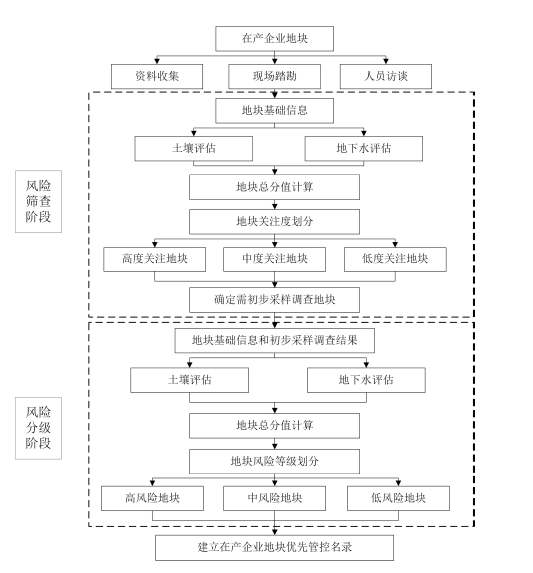 在产企业地块
资料收集
现场踏勘
人员访谈
地块基础信息
土壤评估
地下水评估
风险
筛查
阶段
地块总分值计算
地块关注度划分
高度关注地块
中度关注地块
低度关注地块
确定需初步采样调查地块
地块基础信息和初步采样调查结果
土壤评估
地下水评估
风险
分级
阶段
地块总分值计算
地块风险等级划分
高风险地块
中风险地块
低风险地块
建立在产企业地块优先管控名录